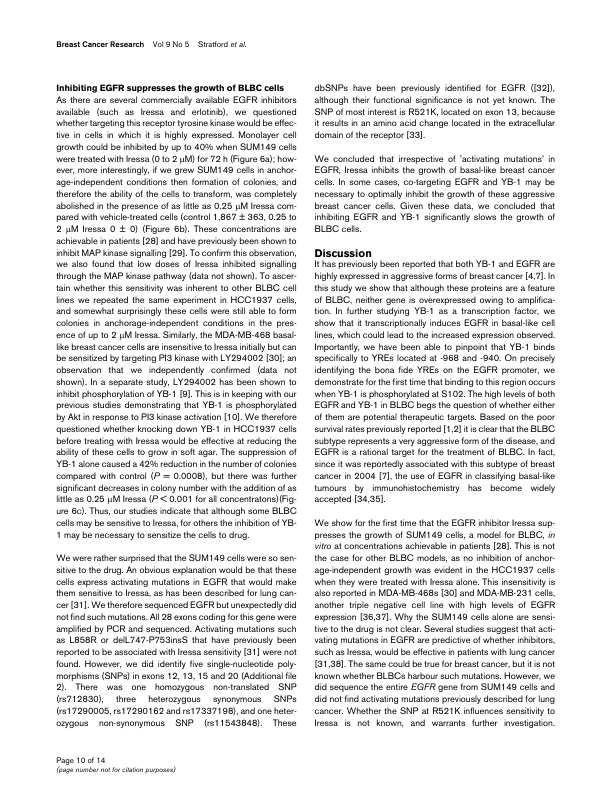 Breast Cancer Research   Vol 9 No 5   Stratford et al.
Inhibiting EGFR suppresses the growth of BLBC cells
As there are several commercially available EGFR inhibitors
available (such as Iressa and erlotinib), we questioned
whether targeting this receptor tyrosine kinase would be effec-
tive in cells in which it is highly expressed. Monolayer cell
growth could be inhibited by up to 40% when SUM149 cells
were treated with Iressa (0 to 2 μM) for 72 h (Figure 6a); how-
ever, more interestingly, if we grew SUM149 cells in anchor-
age-independent conditions then formation of colonies, and
therefore the ability of the cells to transform, was completely
abolished in the presence of as little as 0.25 μM Iressa com-
pared with vehicle-treated cells (control 1,867 ± 363, 0.25 to
2 μM Iressa 0 ± 0) (Figure 6b). These concentrations are
achievable in patients [28] and have previously been shown to
inhibit MAP kinase signalling [29]. To confirm this observation,
we also found that low doses of Iressa inhibited signalling
through the MAP kinase pathway (data not shown). To ascer-
tain whether this sensitivity was inherent to other BLBC cell
lines we repeated the same experiment in HCC1937 cells,
and somewhat surprisingly these cells were still able to form
colonies in anchorage-independent conditions in the pres-
ence of up to 2 μM Iressa. Similarly, the MDA-MB-468 basal-
like breast cancer cells are insensitive to Iressa initially but can
be sensitized by targeting PI3 kinase with LY294002 [30]; an
observation that we independently confirmed (data not
shown). In a separate study, LY294002 has been shown to
inhibit phosphorylation of YB-1 [9]. This is in keeping with our
previous studies demonstrating that YB-1 is phosphorylated
by Akt in response to PI3 kinase activation [10]. We therefore
questioned whether knocking down YB-1 in HCC1937 cells
before treating with Iressa would be effective at reducing the
ability of these cells to grow in soft agar. The suppression of
YB-1 alone caused a 42% reduction in the number of colonies
compared with control (P = 0.0008), but there was further
significant decreases in colony number with the addition of as
little as 0.25 μM Iressa (P < 0.001 for all concentratons)(Fig-
ure 6c). Thus, our studies indicate that although some BLBC
cells may be sensitive to Iressa, for others the inhibition of YB-
1 may be necessary to sensitize the cells to drug.
We were rather surprised that the SUM149 cells were so sen-
sitive to the drug. An obvious explanation would be that these
cells express activating mutations in EGFR that would make
them sensitive to Iressa, as has been described for lung can-
cer [31]. We therefore sequenced EGFR but unexpectedly did
not find such mutations. All 28 exons coding for this gene were
amplified by PCR and sequenced. Activating mutations such
as L858R or delL747-P753insS that have previously been
reported to be associated with Iressa sensitivity [31] were not
found. However, we did identify five single-nucleotide poly-
morphisms (SNPs) in exons 12, 13, 15 and 20 (Additional file
2). There was one homozygous non-translated SNP
(rs712830), three heterozygous synonymous SNPs
(rs17290005, rs17290162 and rs17337198), and one heter-
ozygous non-synonymous SNP (rs11543848). These
dbSNPs have been previously identified for EGFR ([32]),
although their functional significance is not yet known. The
SNP of most interest is R521K, located on exon 13, because
it results in an amino acid change located in the extracellular
domain of the receptor [33].
We concluded that irrespective of 'activating mutations' in
EGFR, Iressa inhibits the growth of basal-like breast cancer
cells. In some cases, co-targeting EGFR and YB-1 may be
necessary to optimally inhibit the growth of these aggressive
breast cancer cells. Given these data, we concluded that
inhibiting EGFR and YB-1 significantly slows the growth of
BLBC cells.
Discussion
It has previously been reported that both YB-1 and EGFR are
highly expressed in aggressive forms of breast cancer [4,7]. In
this study we show that although these proteins are a feature
of BLBC, neither gene is overexpressed owing to amplifica-
tion. In further studying YB-1 as a transcription factor, we
show that it transcriptionally induces EGFR in basal-like cell
lines, which could lead to the increased expression observed.
Importantly, we have been able to pinpoint that YB-1 binds
specifically to YREs located at -968 and -940. On precisely
identifying the bona fide YREs on the EGFR promoter, we
demonstrate for the first time that binding to this region occurs
when YB-1 is phosphorylated at S102. The high levels of both
EGFR and YB-1 in BLBC begs the question of whether either
of them are potential therapeutic targets. Based on the poor
survival rates previously reported [1,2] it is clear that the BLBC
subtype represents a very aggressive form of the disease, and
EGFR is a rational target for the treatment of BLBC. In fact,
since it was reportedly associated with this subtype of breast
cancer in 2004 [7], the use of EGFR in classifying basal-like
tumours by immunohistochemistry has become widely
accepted [34,35].
We show for the first time that the EGFR inhibitor Iressa sup-
presses the growth of SUM149 cells, a model for BLBC, in
vitro at concentrations achievable in patients [28]. This is not
the case for other BLBC models, as no inhibition of anchor-
age-independent growth was evident in the HCC1937 cells
when they were treated with Iressa alone. This insensitivity is
also reported in MDA-MB-468s [30] and MDA-MB-231 cells,
another triple negative cell line with high levels of EGFR
expression [36,37]. Why the SUM149 cells alone are sensi-
tive to the drug is not clear. Several studies suggest that acti-
vating mutations in EGFR are predictive of whether inhibitors,
such as Iressa, would be effective in patients with lung cancer
[31,38]. The same could be true for breast cancer, but it is not
known whether BLBCs harbour such mutations. However, we
did sequence the entire EGFR gene from SUM149 cells and
did not find activating mutations previously described for lung
cancer. Whether the SNP at R521K influences sensitivity to
Iressa is not known, and warrants further investigation.
Page 10 of 14
(page number not for citation purposes)